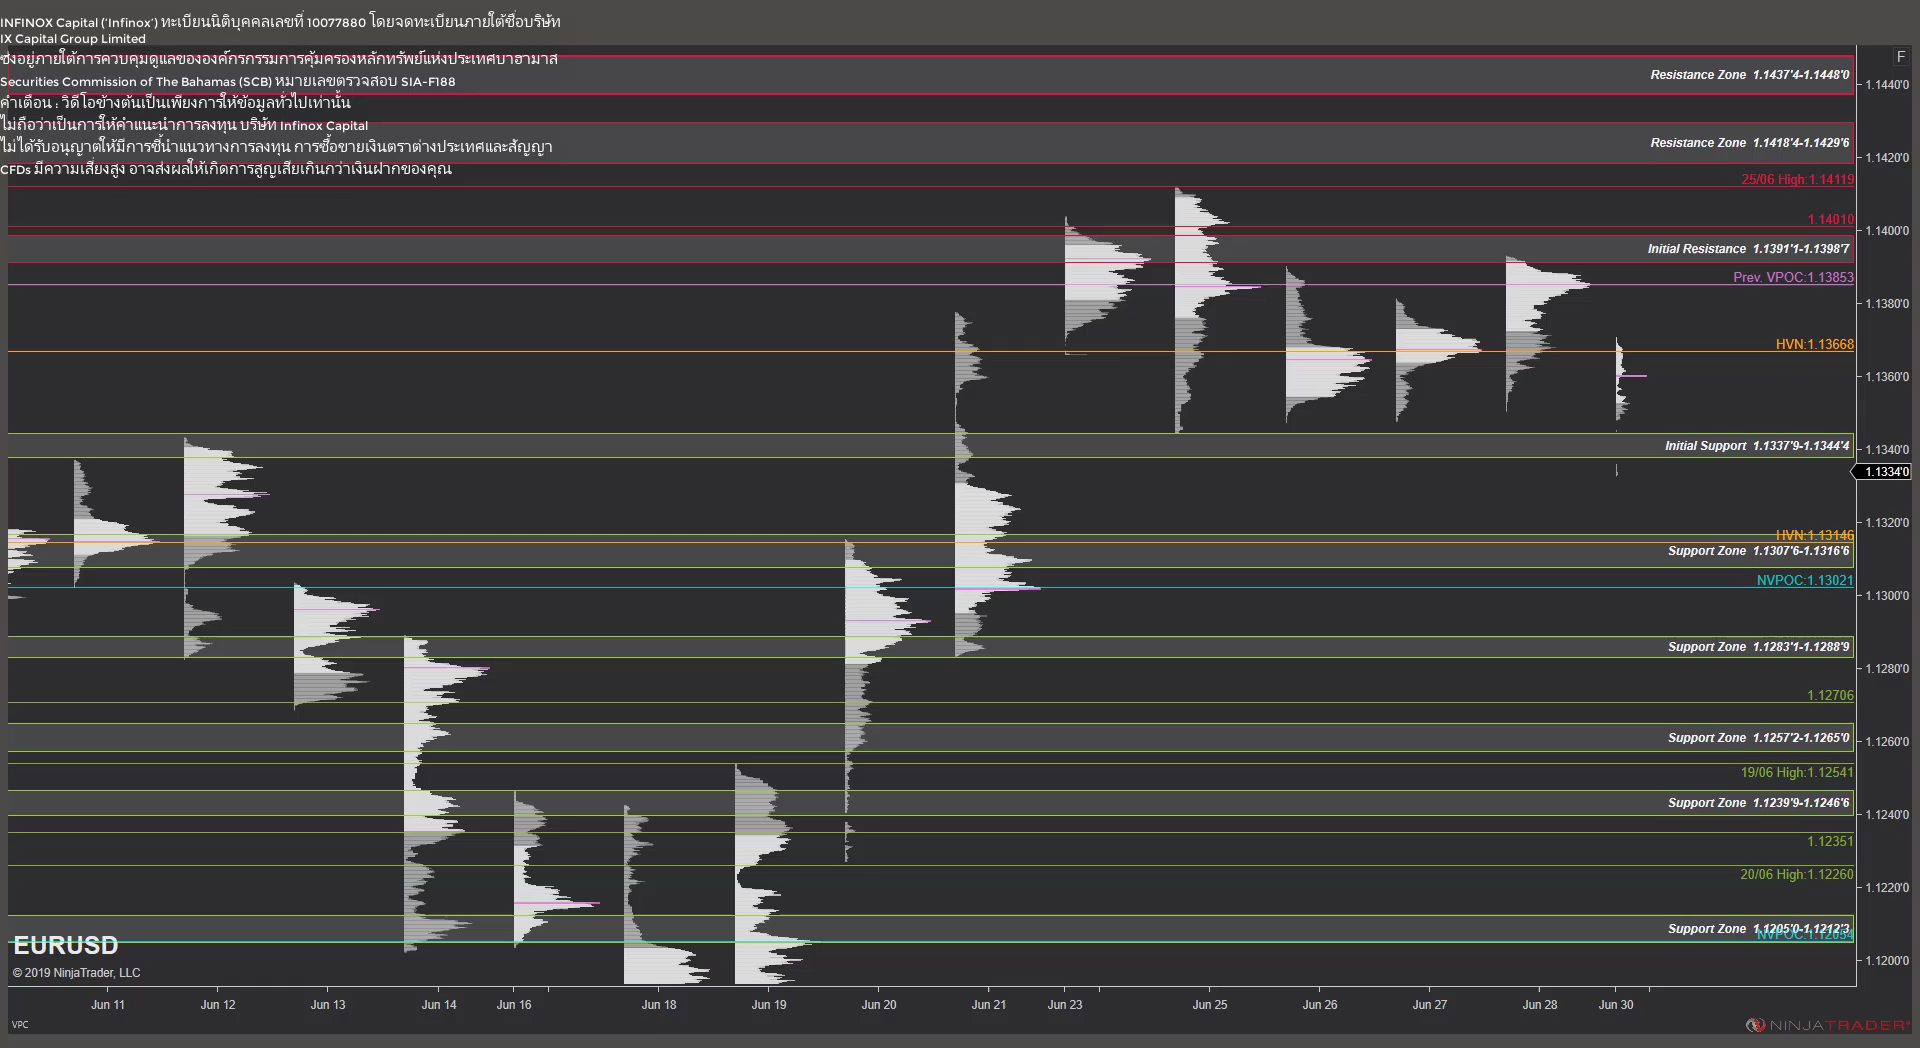 INFINOX Capital ('Infinox') ทะเบียนนิติบุคคลเลขที่ 10077880 โดยจดทะเบียนภายใต้ชื่อบริษัท
IX Capital Group Limited
ซึ่งอยู่ภายใต้การควบคุมดูแลขององค์กรกรรมการคุ้มครองหลักทรัพย์แห่งประเทศบาฮามาส
Securities Commission of The Bahamas (SCB) หมายเลขตรวจสอบ SIA-F188
คำเตือน : วิดีโอข้างต้นเป็นเพียงการให้ข้อมูลทั่วไปเท่านั้น
ไม่ถือว่าเป็นการให้คำแนะนำการลงทุน บริษัท Infinox Capital
ไม่ได้รับอนุญาตให้มีการชี้นำแนวทางการลงทุน การซื้อขายเงินตราต่างประเทศและสัญญา
CFDs มีความเสี่ยงสูง อาจส่งผลให้เกิดการสูญเสียเกินกว่าเงินฝากของคุณ
F
Resistance Zone 1.1437'4-1.1448'0
1.1440'0
Resistance Zone 1.1418'4-1.1429'6
1.1420'0
25/06 High:1.14119
1.14010
1.1400'0
Initial Resistance 1.1391'1-1.1398'7
Prev. VPOC:1.13853
1.1380'0
HVN:1.13668
1.1360'0
Initial Support 1.1337'9-1.1344'4
1.1340'0
1.1334'0
1.1320'0
HVN:1.13146
Support Zone 1.1307'6-1.1316'6
NVPOC:1.13021
1.1300'0
Support Zone 1.1283'1-1.1288'9
1.1280'0
1.12706
Support Zone 1.1257'2-1.1265'0
1.1260'0
19/06 High:1.12541
Support Zone 1.1239'9-1.1246'6
1.1240'0
1.12351
20/06 High:1.12260
1.1220'0
Support Zone 1.1205'0-1.1212'3
NVPOC:1.12054
1.1200'0
EURUSD
© 2019 NinjaTrader, LLC
Jun 11 Jun 12 Jun 13 Jun 14 Jun 16 Jun 18 Jun 19 Jun 20 Jun 21 Jun 23 Jun 25 Jun 26 Jun 27 Jun 28 Jun 30
VPC
NINJATRADER